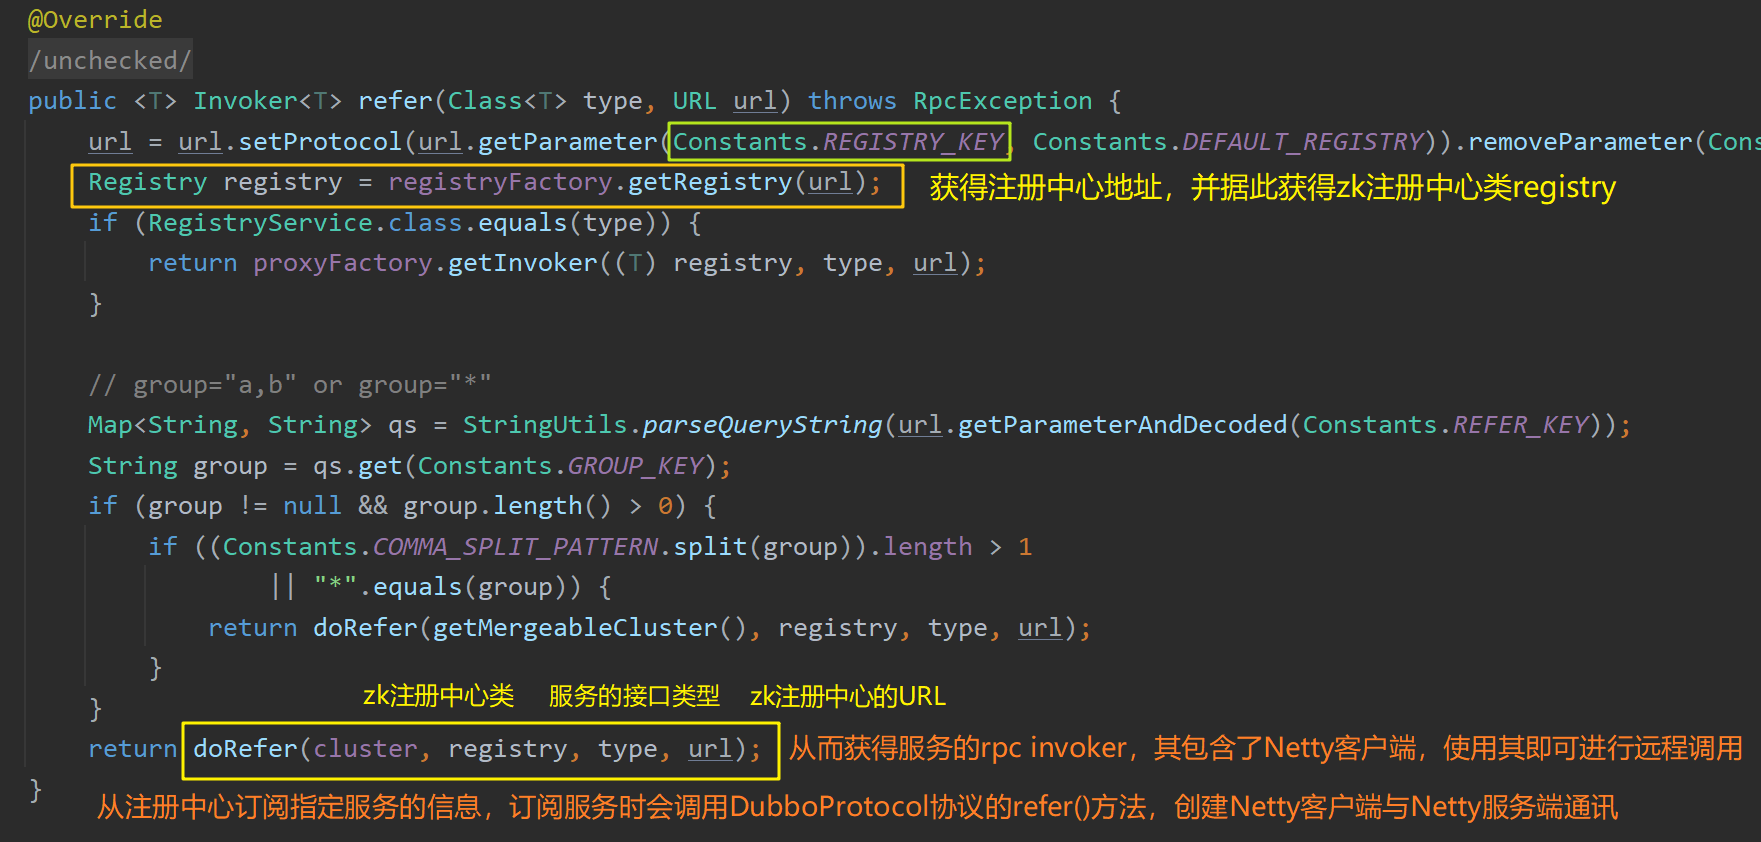 @Override
/unchecked/
public <T> Invoker<T> refer(Class<T> type, URL url) throws RpcException {
url = url.setProtocol(url.getParameter(Constants.REGISTRY_KEY, Constants.DEFAULT_REGISTRY)).removeParameter(Cons
Registry registry = registryFactory.getRegistry(url); 获得注册中心地址，并据此获得zk注册中心类registry
if (RegistryService.class.equals(type)) {
return proxyFactory.getInvoker((T) registry, type, url);
}
// group="a,b" or group="*"
Map<String, String> qs = StringUtils.parseQueryString(url.getParameterAndDecoded(Constants.REFER_KEY));
String group = qs.get(Constants.GROUP_KEY);
if (group != null && group.length() > 0) {
if ((Constants.COMMA_SPLIT_PATTERN.split(group)).length > 1
|| "*".equals(group)) {
return doRefer(getMergeableCluster(), registry, type, url);
}
zk注册中心类 服务的接口类型 zk注册中心的URL
}
return doRefer(cluster, registry, type, url); 从而获得服务的rpc invoker，其包含了Netty客户端，使用其即可进行远程调用
}
从注册中心订阅指定服务的信息，订阅服务时会调用DubboProtocol协议的refer()方法，创建Netty客户端与Netty服务端通讯